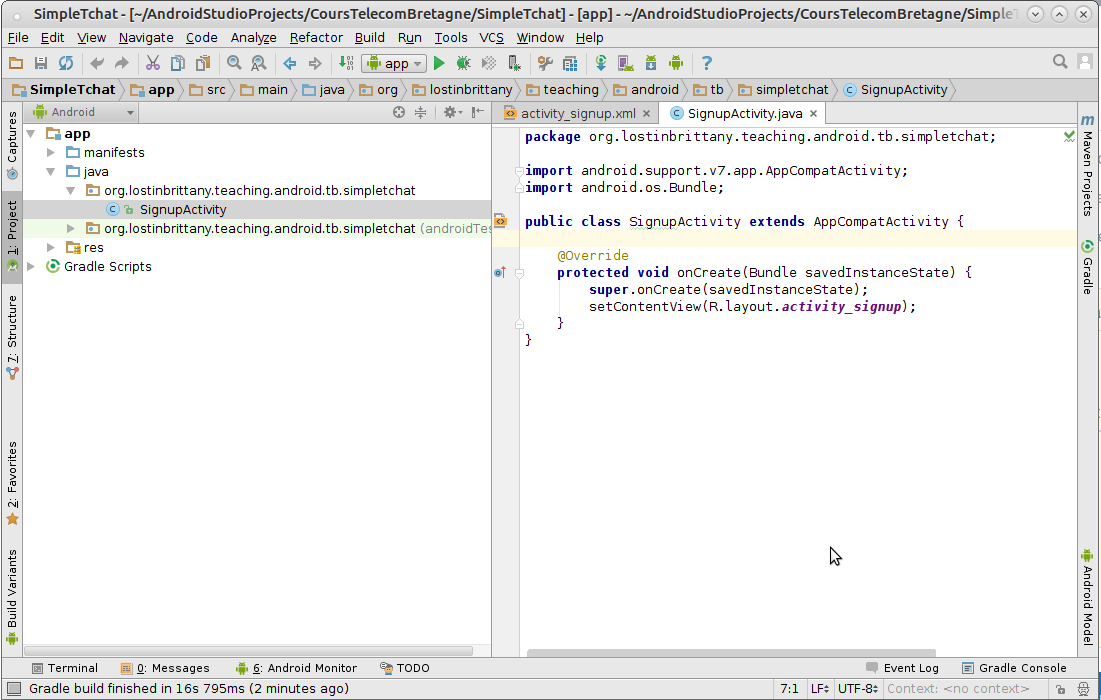 SimpleTchat - [~/AndroidStudioProjects/CoursTelecomBretagne/SimpleTchat] - [app] - ~/AndroidStudioProjects/CoursTelecomBretagne/SimpleT
File Edit View Navigate Code Analyze Refactor Build Run Tools VCS Window Help
app
SimpleTchat app src main java org lostinbrittany teaching android tb simpletchat SignupActivity
Android
activity_signup.xml
SignupActivity.java
Captures
1: Project
7: Structure
2: Favorites
Build Variants
app
manifests
java
org.lostinbrittany.teaching.android.tb.simpletchat
SignupActivity
org.lostinbrittany.teaching.android.tb.simpletchat (androidTes
res
Gradle Scripts
package org.lostinbrittany.teaching.android.tb.simpletchat;
import android.support.v7.app.AppCompatActivity;
import android.os.Bundle;
public class SignupActivity extends AppCompatActivity {
@Override
protected void onCreate(Bundle savedInstanceState) {
super.onCreate(savedInstanceState);
setContentView(R.layout.activity_signup);
}
}
Maven Projects
Gradle
Android Model
Terminal 0: Messages 6: Android Monitor TODO Event Log Gradle Console
Gradle build finished in 16s 795ms (2 minutes ago) 7:1 LF UTF-8 Context: <no context>